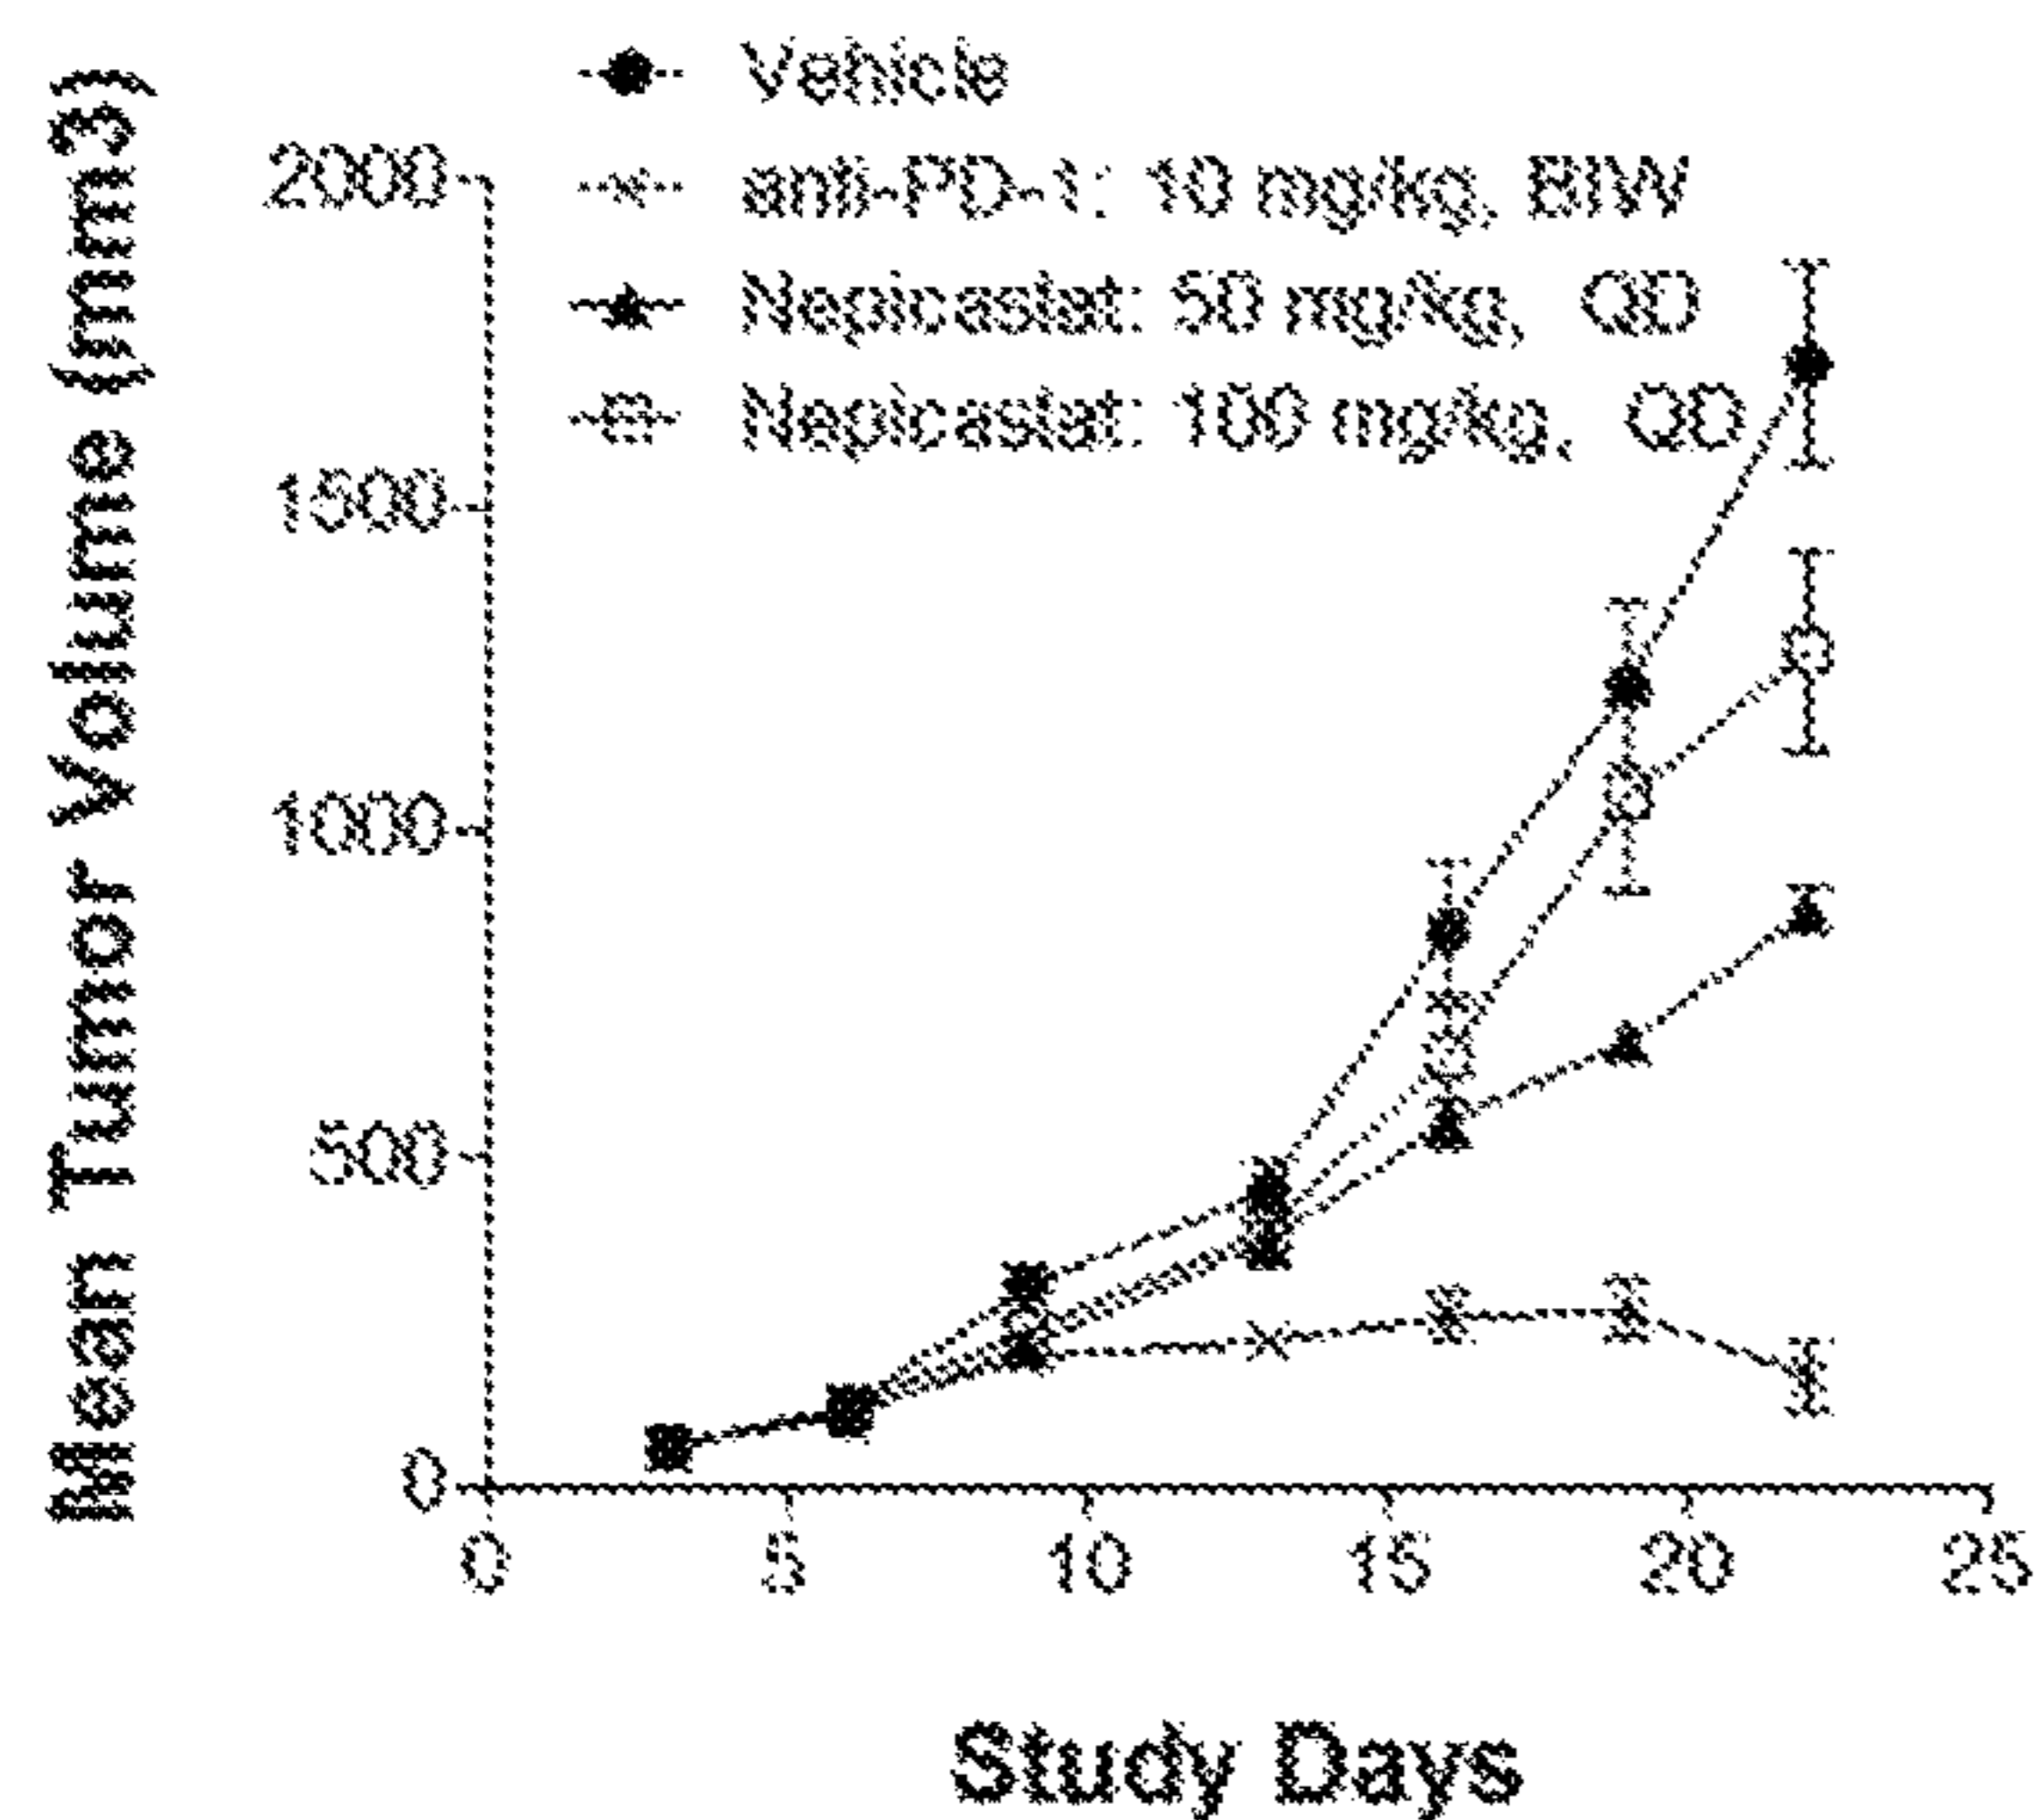 Vehicle
anti-PD-1: 10 mg/kg, BIW
Nepicastat: 50 mg/kg, QD
Nepicastat: 100 mg/kg, QD
Mean Tumor Volume (mm3)
2000
1500
1000
500
0
0 5 10 15 20 25
Study Days